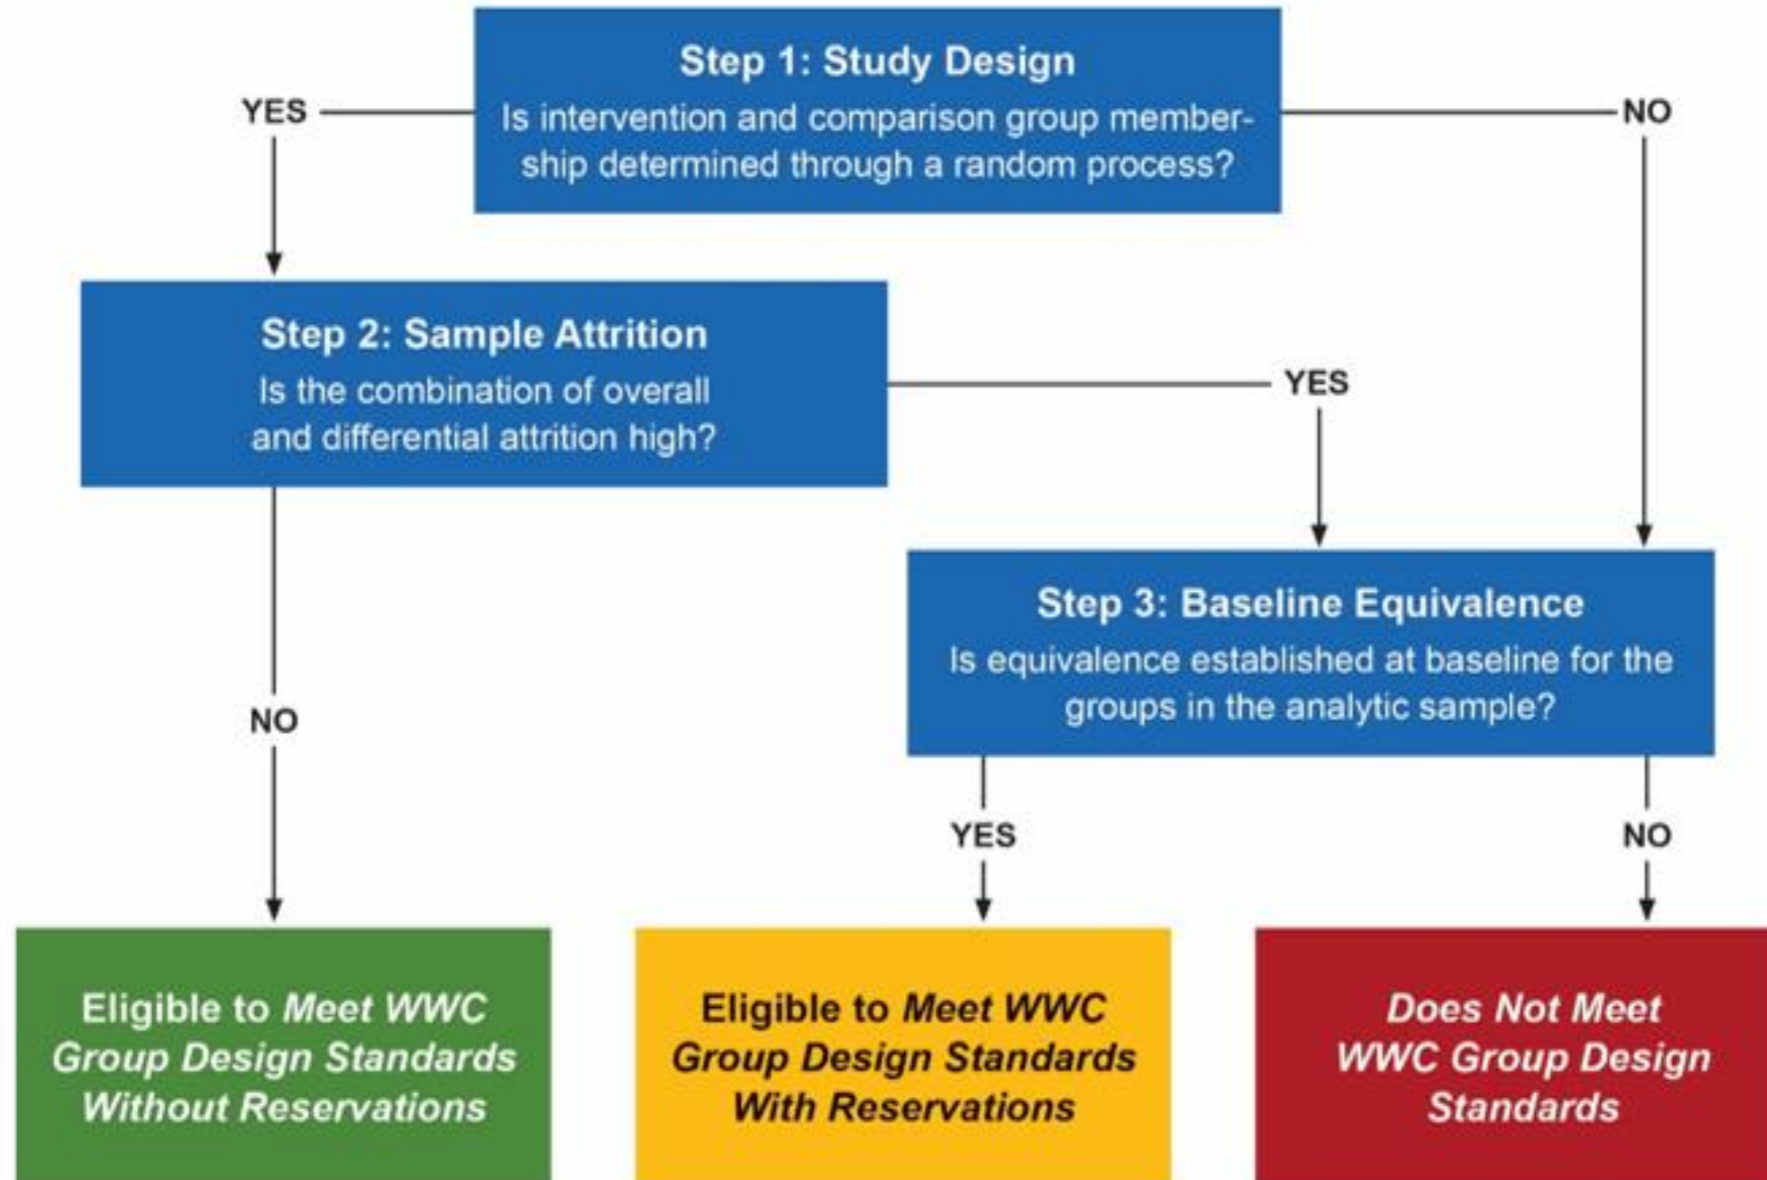 Step 1: Study Design
Is intervention and comparison group member-
ship determined through a random process?
YES
NO
Step 2: Sample Attrition
Is the combination of overall
and differential attrition high?
YES
NO
Step 3: Baseline Equivalence
Is equivalence established at baseline for the
groups in the analytic sample?
YES
NO
Eligible to Meet WWC
Group Design Standards
Without Reservations
Eligible to Meet WWC
Group Design Standards
With Reservations
Does Not Meet
WWC Group Design
Standards